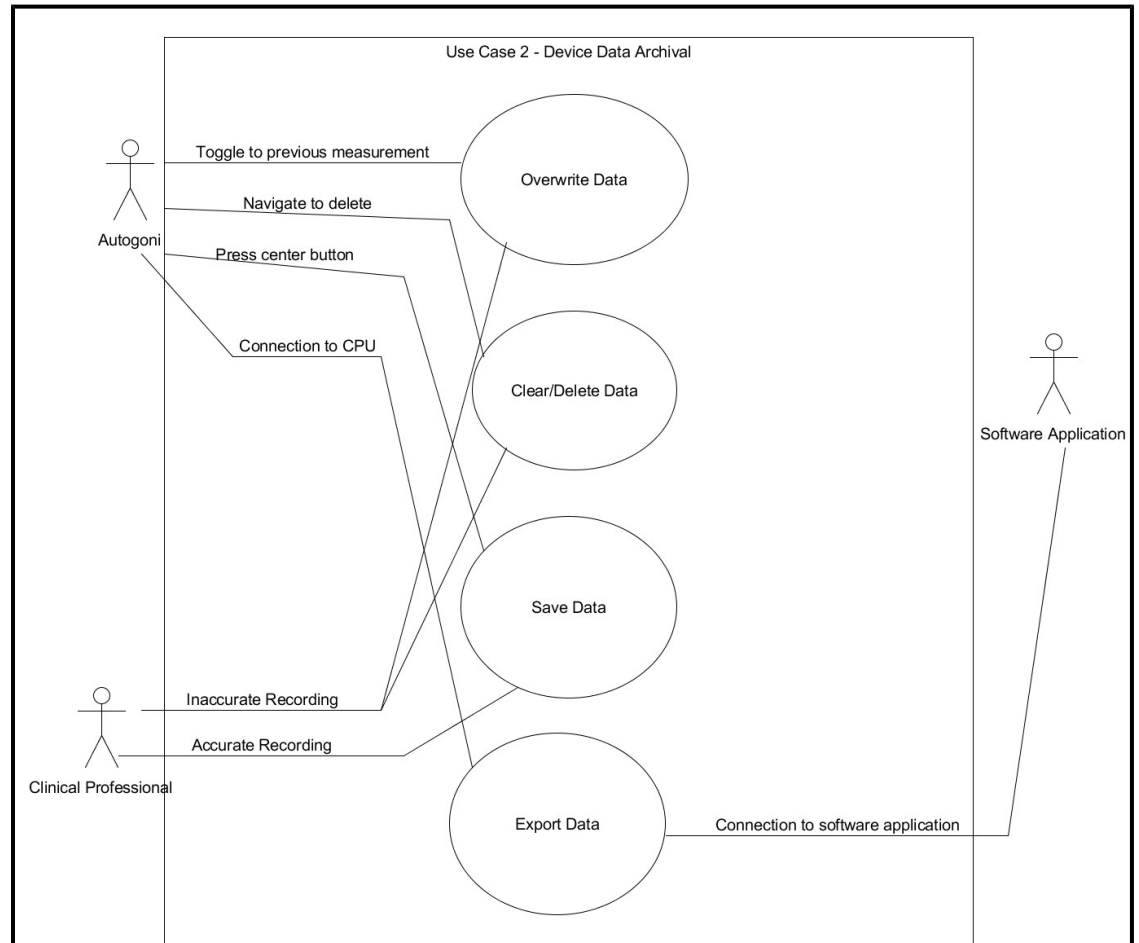 Use Case 2 - Device Data Archival
Toggle to previous measurement
Overwrite Data
Navigate to delete
Autogoni
Press center button
Connection to CPU
Clear/Delete Data
Software Application
Save Data
Inaccurate Recording
Accurate Recording
Clinical Professional
Export Data
Connection to software application